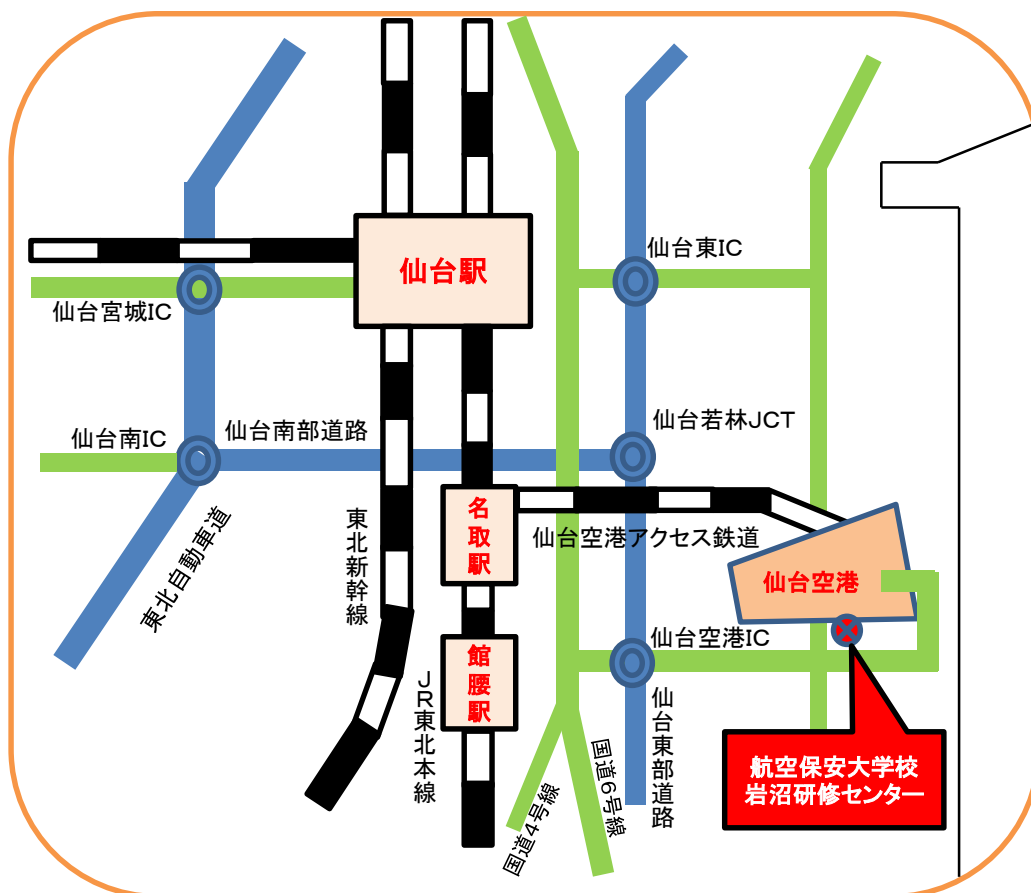 仙台駅
仙台東IC
仙台宮城IC
仙台若林JCT
仙台南IC
仙台南部道路
名取駅
仙台空港アクセス鉄道
東北新幹線
東北自動車道
仙台空港
仙台空港IC
館腰駅
JR東北本線
仙台東部道路
国道4号線
国道6号線
航空保安大学校
岩沼研修センター